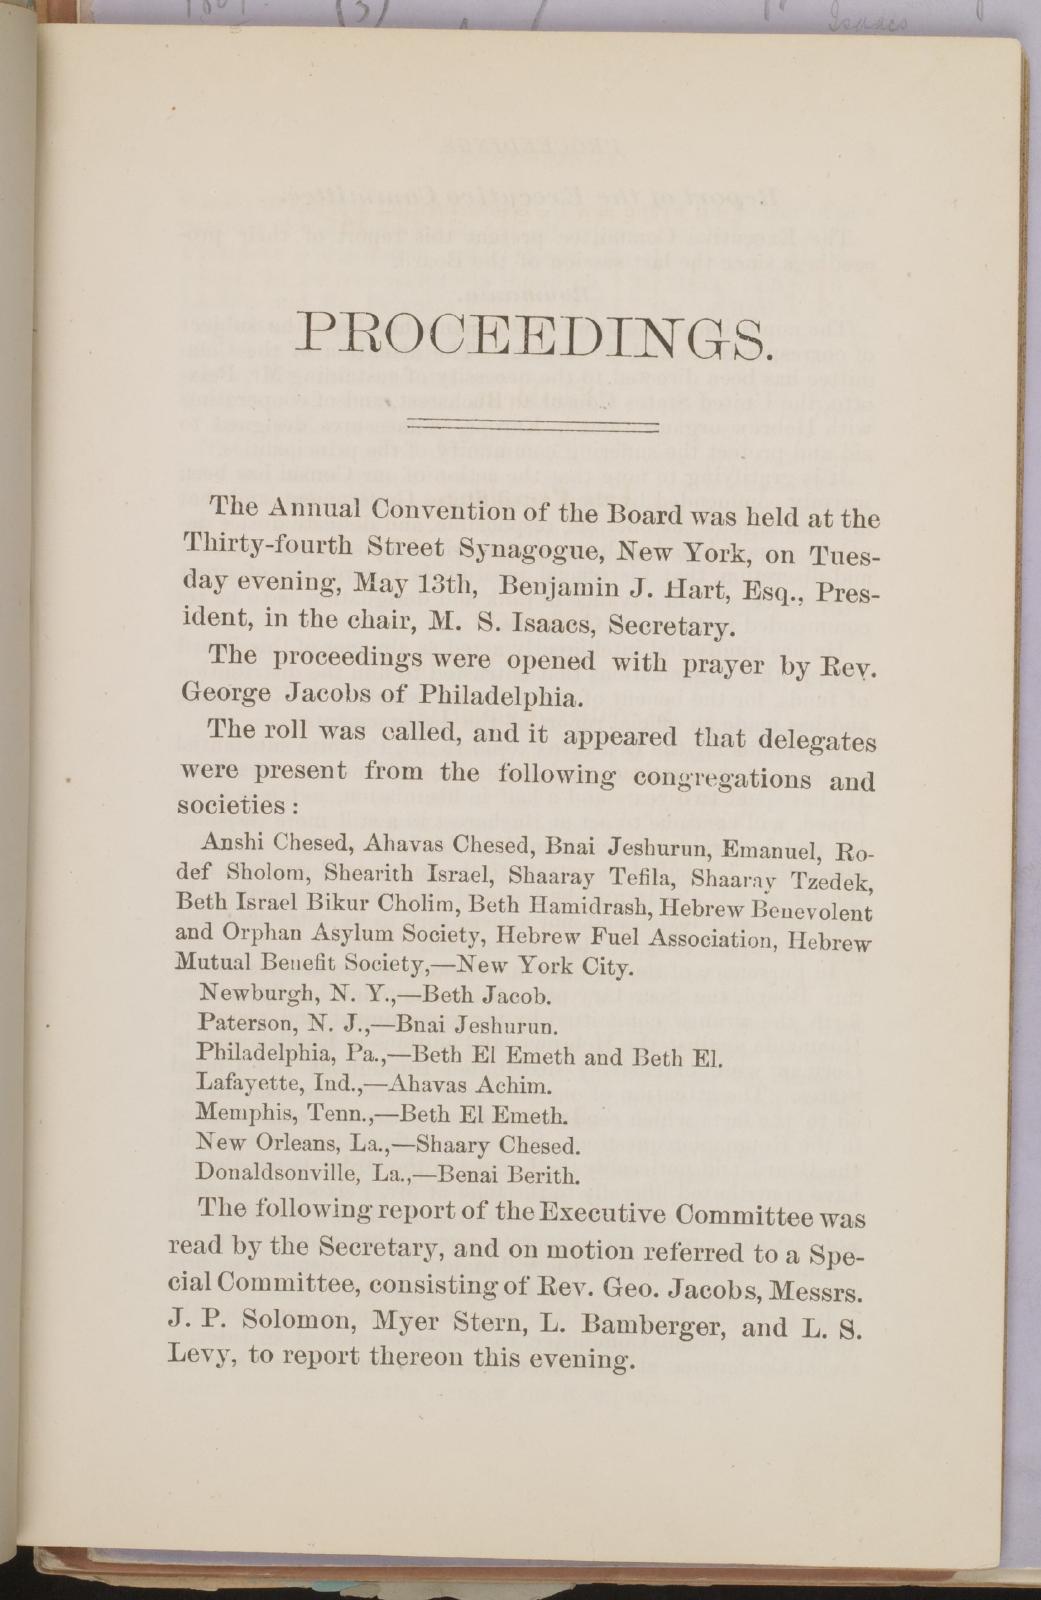 Isaacs
PROCEEDINGS.
The Annual Convention of the Board was held at the
Thirty-fourth Street Synagogue, New York, on Tues-
day evening, May 13th, Benjamin J. Hart, Esq., Pres-
ident, in the chair, M. S. Isaacs, Secretary.
The proceedings were opened with prayer by Rev.
George Jacobs of Philadelphia.
The roll was called, and it appeared that delegates
were present from the following congregations and
societies :
Anshi Chesed, Ahavas Chesed, Bnai Jeshurun, Emanuel, Ro-
def Sholom, Shearith Israel, Shaaray Tefila, Shaaray Tzedek,
Beth Israel Bikur Cholim, Beth Hamidrash, Hebrew Benevolent
and Orphan Asylum Society, Hebrew Fuel Association, Hebrew
Mutual Benefit Society,—New York City.
Newburgh, N. Y.,—Beth Jacob.
Paterson, N. J.,—Bnai Jeshurun.
Philadelphia, Pa.,—Beth El Emeth and Beth El.
Lafayette, Ind.,—Ahavas Achim.
Memphis, Tenn.,—Beth El Emeth.
New Orleans, La.,—Shaary Chesed.
Donaldsonville, La.,—Benai Berith.
The following report of the Executive Committee was
read by the Secretary, and on motion referred to a Spe-
cial Committee, consisting of Rev. Geo. Jacobs, Messrs.
J. P. Solomon, Myer Stern, L. Bamberger, and L. S.
Levy, to report thereon this evening.